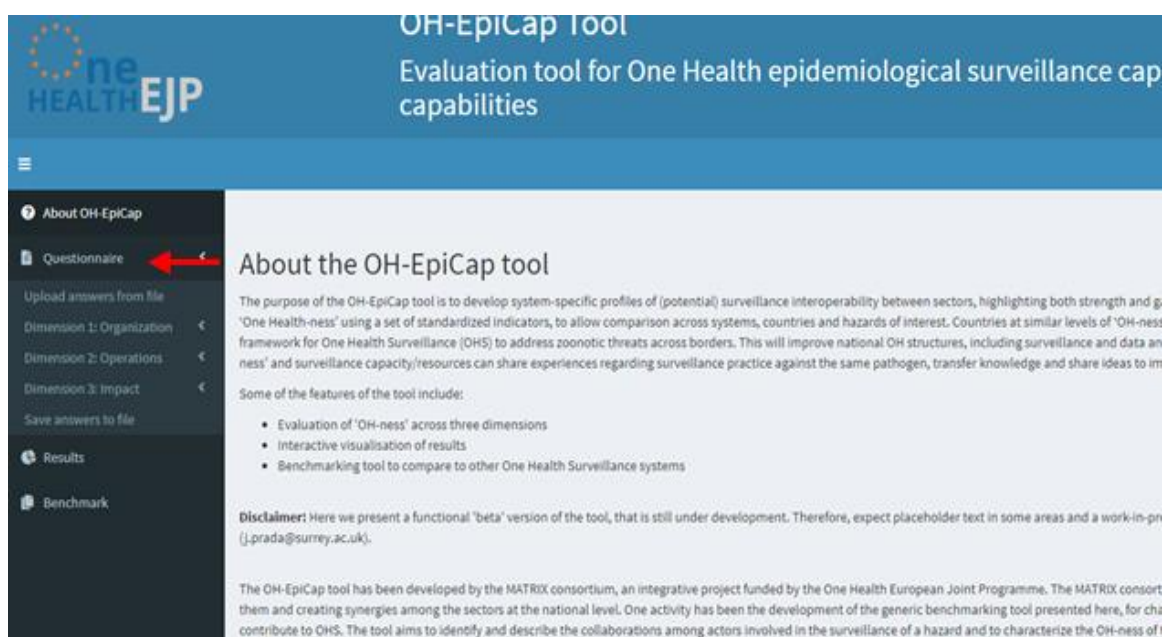 OH-EpiCap Tool
Evaluation tool for One Health epidemiological surveillance cap
capabilities
One
HEALTHEJP
About OH-EpiCap
Questionnaire
Upload answers from file
Dimension 1: Organization
Dimension 2: Operations
Dimension 3: Impact
Save answers to file
Results
Benchmark
About the OH-EpiCap tool
The purpose of the OH-EpiCap tool is to develop system-specific profiles of (potential) surveillance interoperability between sectors, highlighting both strength and ga
'One Health-ness' using a set of standardized indicators, to allow comparison across systems, countries and hazards of interest. Countries at similar levels of 'OH-ness
framework for One Health Surveillance (OHS) to address zoonotic threats across borders. This will improve national OH structures, including surveillance and data an
ness' and surveillance capacity/resources can share experiences regarding surveillance practice against the same pathogen, transfer knowledge and share ideas to im
Some of the features of the tool include:
• Evaluation of 'OH-ness' across three dimensions
• Interactive visualisation of results
• Benchmarking tool to compare to other One Health Surveillance systems
Disclaimer: Here we present a functional 'beta' version of the tool, that is still under development. Therefore, expect placeholder text in some areas and a work-in-pr
(j.prada@surrey.ac.uk).
The OH-EpiCap tool has been developed by the MATRIX consortium, an integrative project funded by the One Health European Joint Programme. The MATRIX consort
them and creating synergies among the sectors at the national level. One activity has been the development of the generic benchmarking tool presented here, for cha
contribute to OHS. The tool aims to identify and describe the collaborations among actors involved in the surveillance of a hazard and to characterize the OH-ness of t